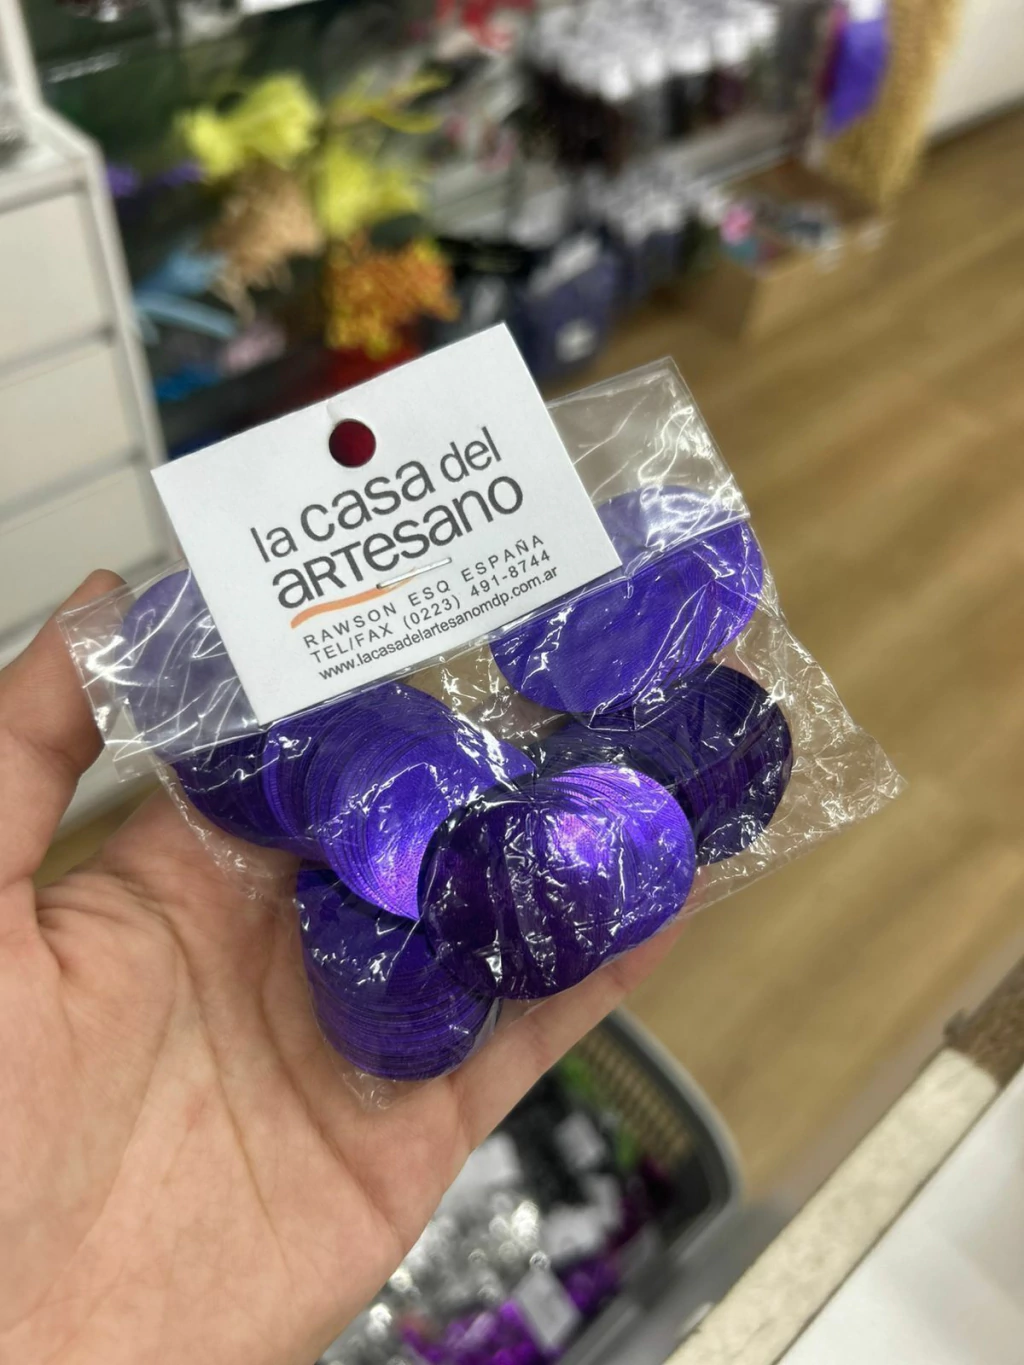 la casa del
artesano
RAWSON ESQ ESPAÑA
TEL/FAX (0223) 491-8744
www.lacasadelartesanomdp.com.ar